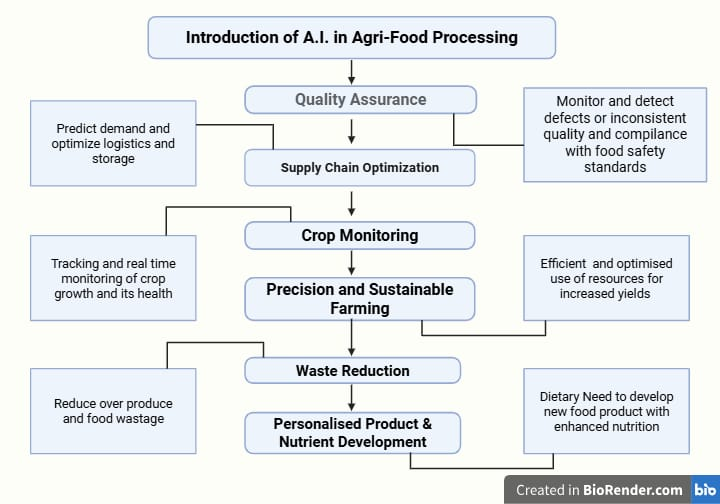 Introduction of A.I. in Agri-Food Processing
Quality Assurance
Monitor and detect
defects or inconsistent
quality and compilance
with food safety
standards
Predict demand and
optimize logistics and
storage
Supply Chain Optimization
Crop Monitoring
Tracking and real time
monitoring of crop
growth and its health
Precision and Sustainable
Farming
Efficient and optimised
use of resources for
increased yields
Waste Reduction
Reduce over produce
and food wastage
Personalised Product &
Nutrient Development
Dietary Need to develop
new food product with
enhanced nutrition
Created in BioRender.com bio